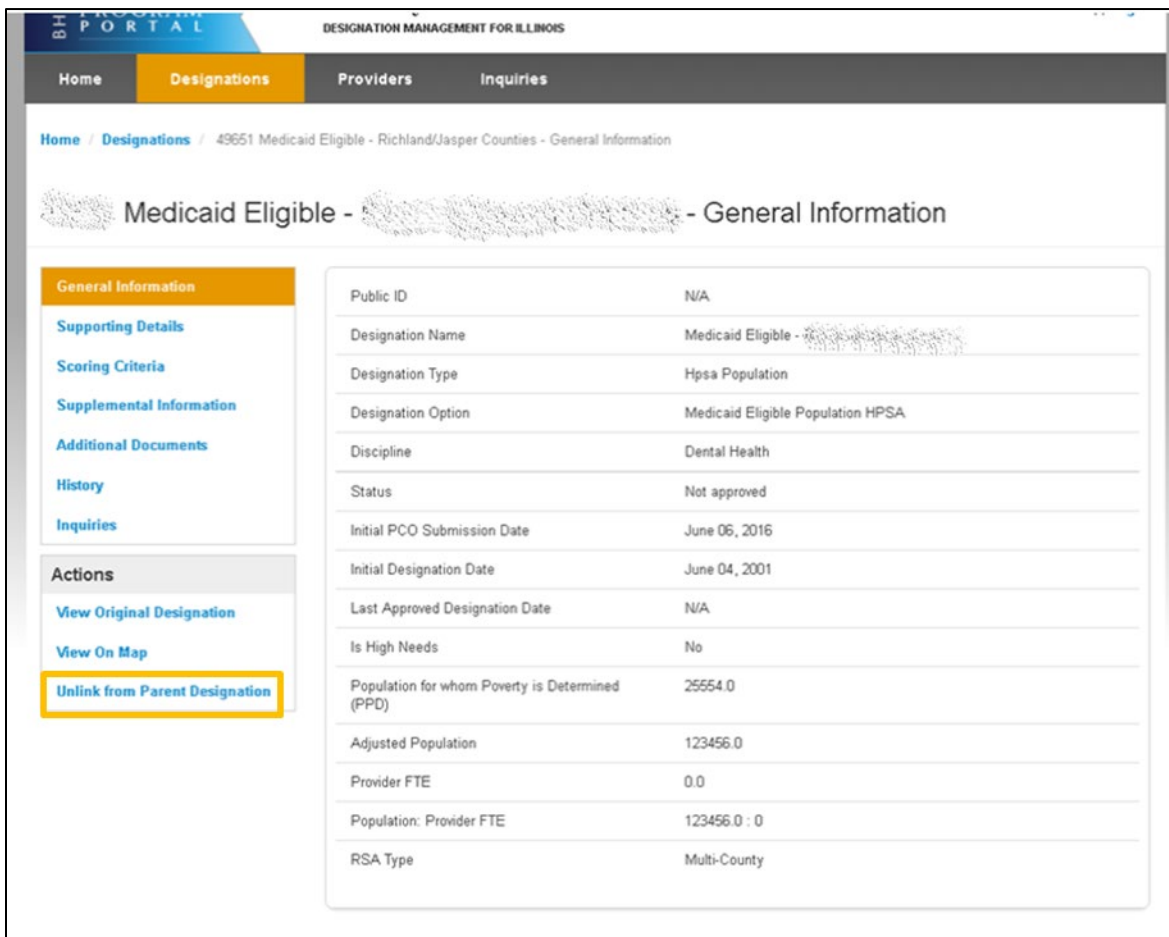 BH
PORTAL
DESIGNATION MANAGEMENT FOR ILLINOIS
Home Designations Providers Inquiries
Home / Designations / 49651 Medicaid Eligible - Richland/Jasper Counties - General Information
Medicaid Eligible - - General Information
General Information
Supporting Details
Scoring Criteria
Supplemental Information
Additional Documents
History
Inquiries
Actions
View Original Designation
View On Map
Unlink from Parent Designation
Public ID N/A
Designation Name Medicaid Eligible -
Designation Type Hpsa Population
Designation Option Medicaid Eligible Population HPSA
Discipline Dental Health
Status Not approved
Initial PCO Submission Date June 06, 2016
Initial Designation Date June 04, 2001
Last Approved Designation Date N/A
Is High Needs No
Population for whom Poverty is Determined 25554.0
(PPD)
Adjusted Population 123456.0
Provider FTE 0.0
Population: Provider FTE 123456.0 : 0
RSA Type Multi-County